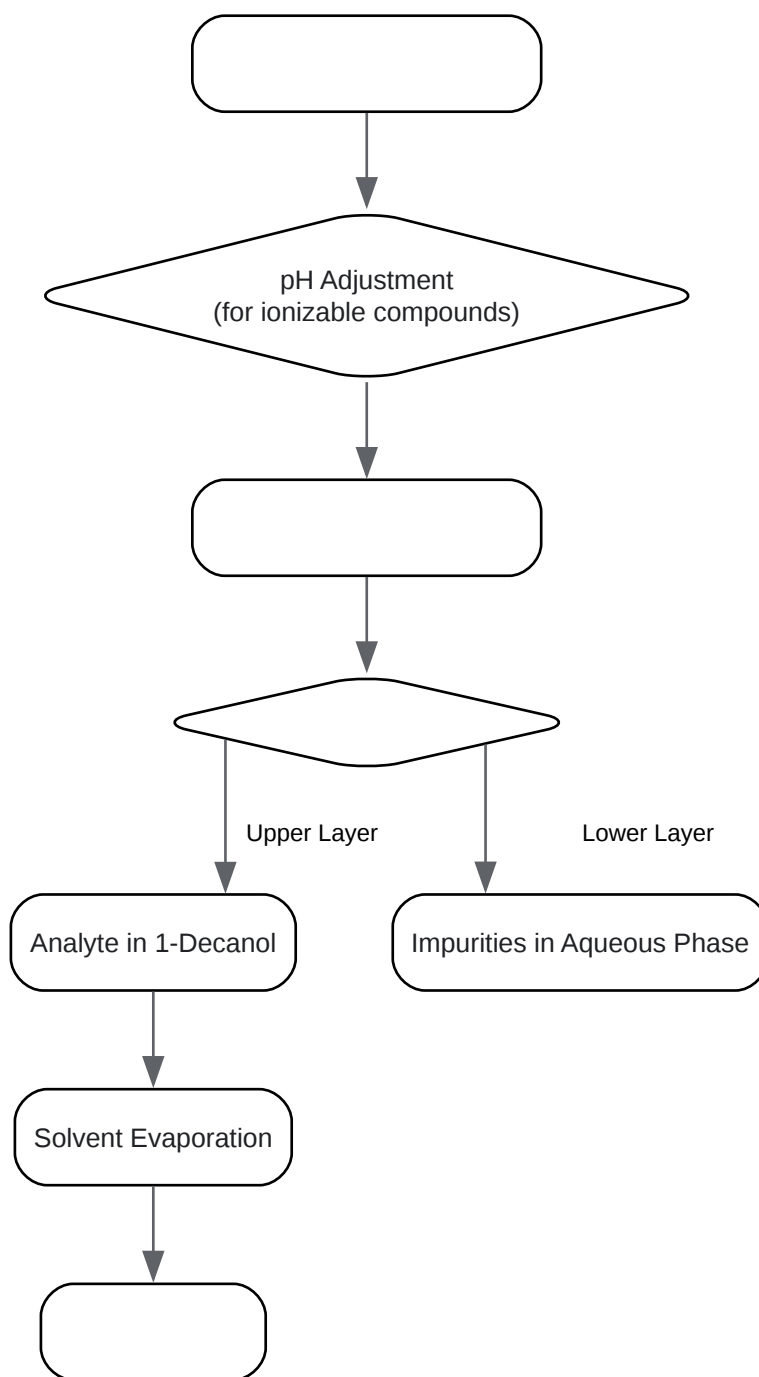 pH Adjustment
(for ionizable compounds)
Upper Layer
Lower Layer
Analyte in 1-Decanol
Impurities in Aqueous Phase
Solvent Evaporation